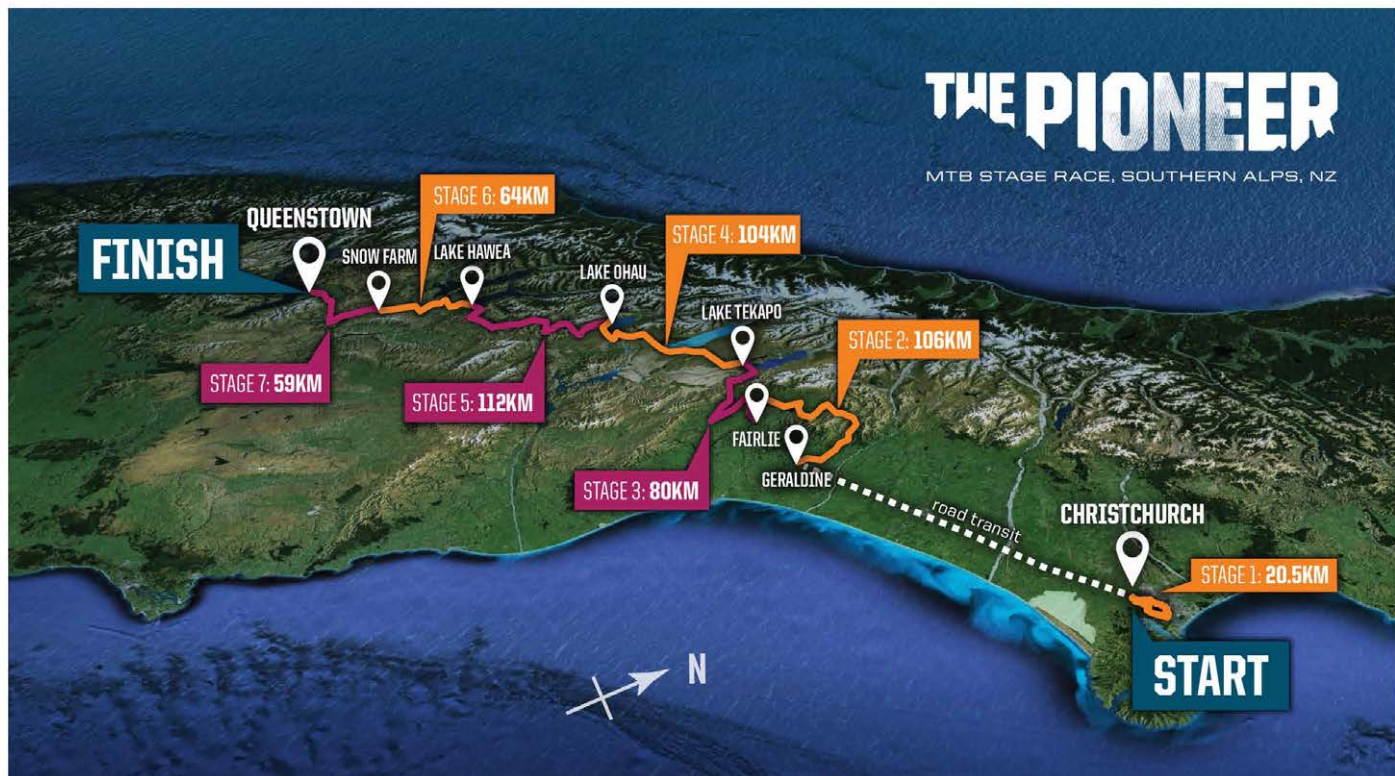 THE PIONEER
MTB STAGE RACE, SOUTHERN ALPS, NZ
STAGE 6: 64KM
QUEENSTOWN
FINISH
SNOW FARM
LAKE HAWEA
STAGE 4: 104KM
LAKE OHAU
LAKE TEKAPO
STAGE 2: 106KM
STAGE 7: 59KM
STAGE 5: 112KM
FAIRLIE
STAGE 3: 80KM
GERALDINE
road transit
CHRISTCHURCH
STAGE 1: 20.5KM
START
N